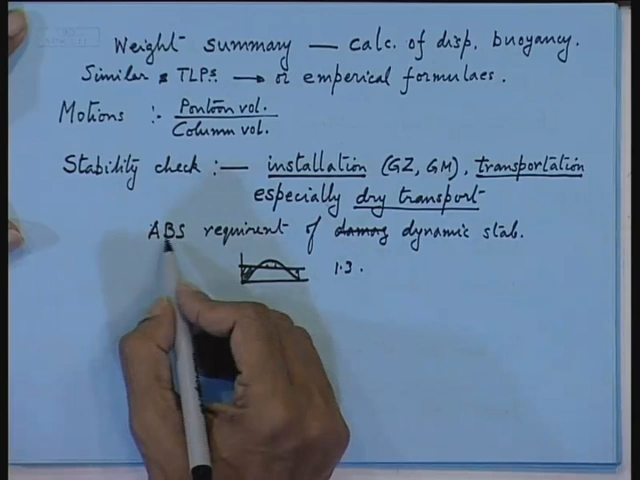 Weight summary — calc. of disp. buoyancy.
Similar TLPs → or emperical formulaes.
Motions :- Pontoon vol. / Column vol.
Stability check :— installation (GZ, GM), transportation
especially dry transport
ABS requirent of damag dynamic stab.
1.3.